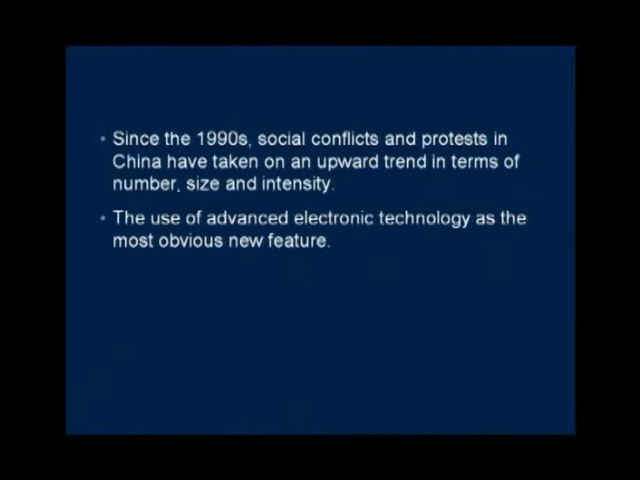 • Since the 1990s, social conflicts and protests in
China have taken on an upward trend in terms of
number, size and intensity.
• The use of advanced electronic technology as the
most obvious new feature.